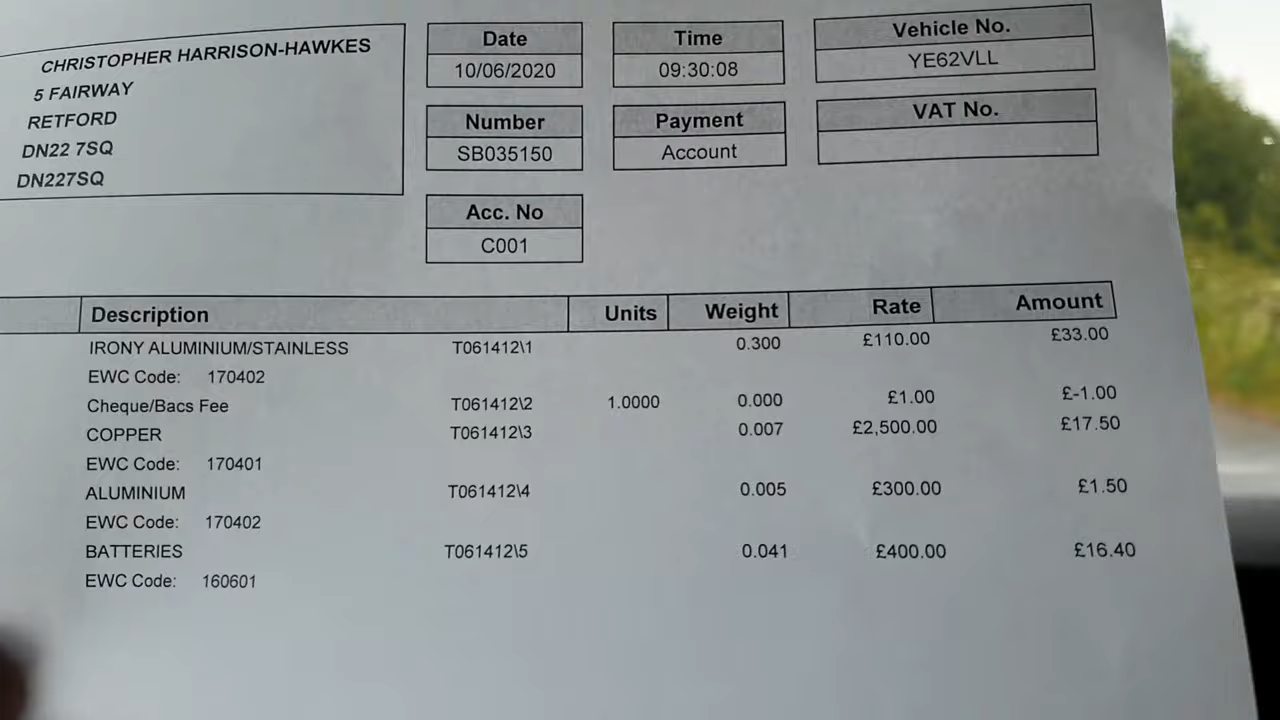 CHRISTOPHER HARRISON-HAWKES
5 FAIRWAY
RETFORD
DN22 7SQ
DN227SQ
Date
10/06/2020
Time
09:30:08
Vehicle No.
YE62VLL
Number
SB035150
Payment
Account
VAT No.
Acc. No
C001
Description Units Weight Rate Amount
IRONY ALUMINIUM/STAINLESS T061412\1 0.300 £110.00 £33.00
EWC Code: 170402
Cheque/Bacs Fee T061412\2 1.0000 0.000 £1.00 £-1.00
COPPER T061412\3 0.007 £2,500.00 £17.50
EWC Code: 170401
ALUMINIUM T061412\4 0.005 £300.00 £1.50
EWC Code: 170402
BATTERIES T061412\5 0.041 £400.00 £16.40
EWC Code: 160601